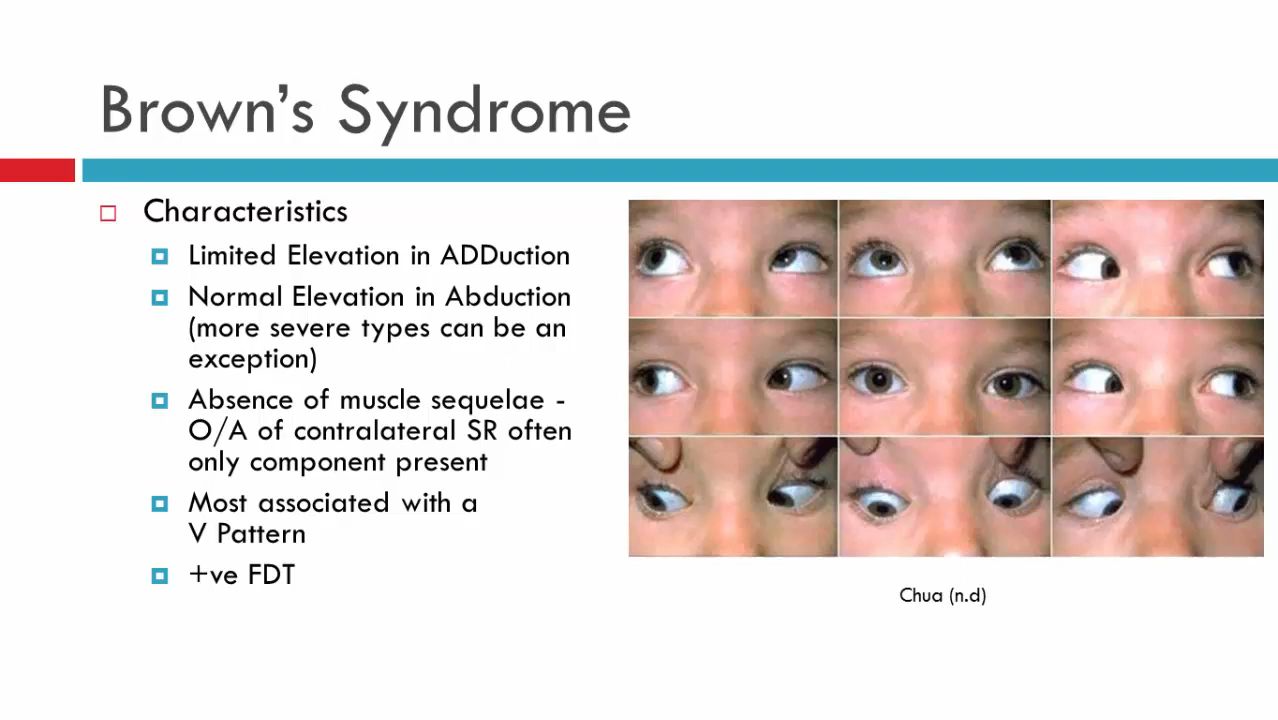 Brown’s Syndrome
Characteristics
Limited Elevation in ADDuction
Normal Elevation in Abduction
(more severe types can be an
exception)
Absence of muscle sequelae -
O/A of contralateral SR often
only component present
Most associated with a
V Pattern
+ve FDT
Chua (n.d)